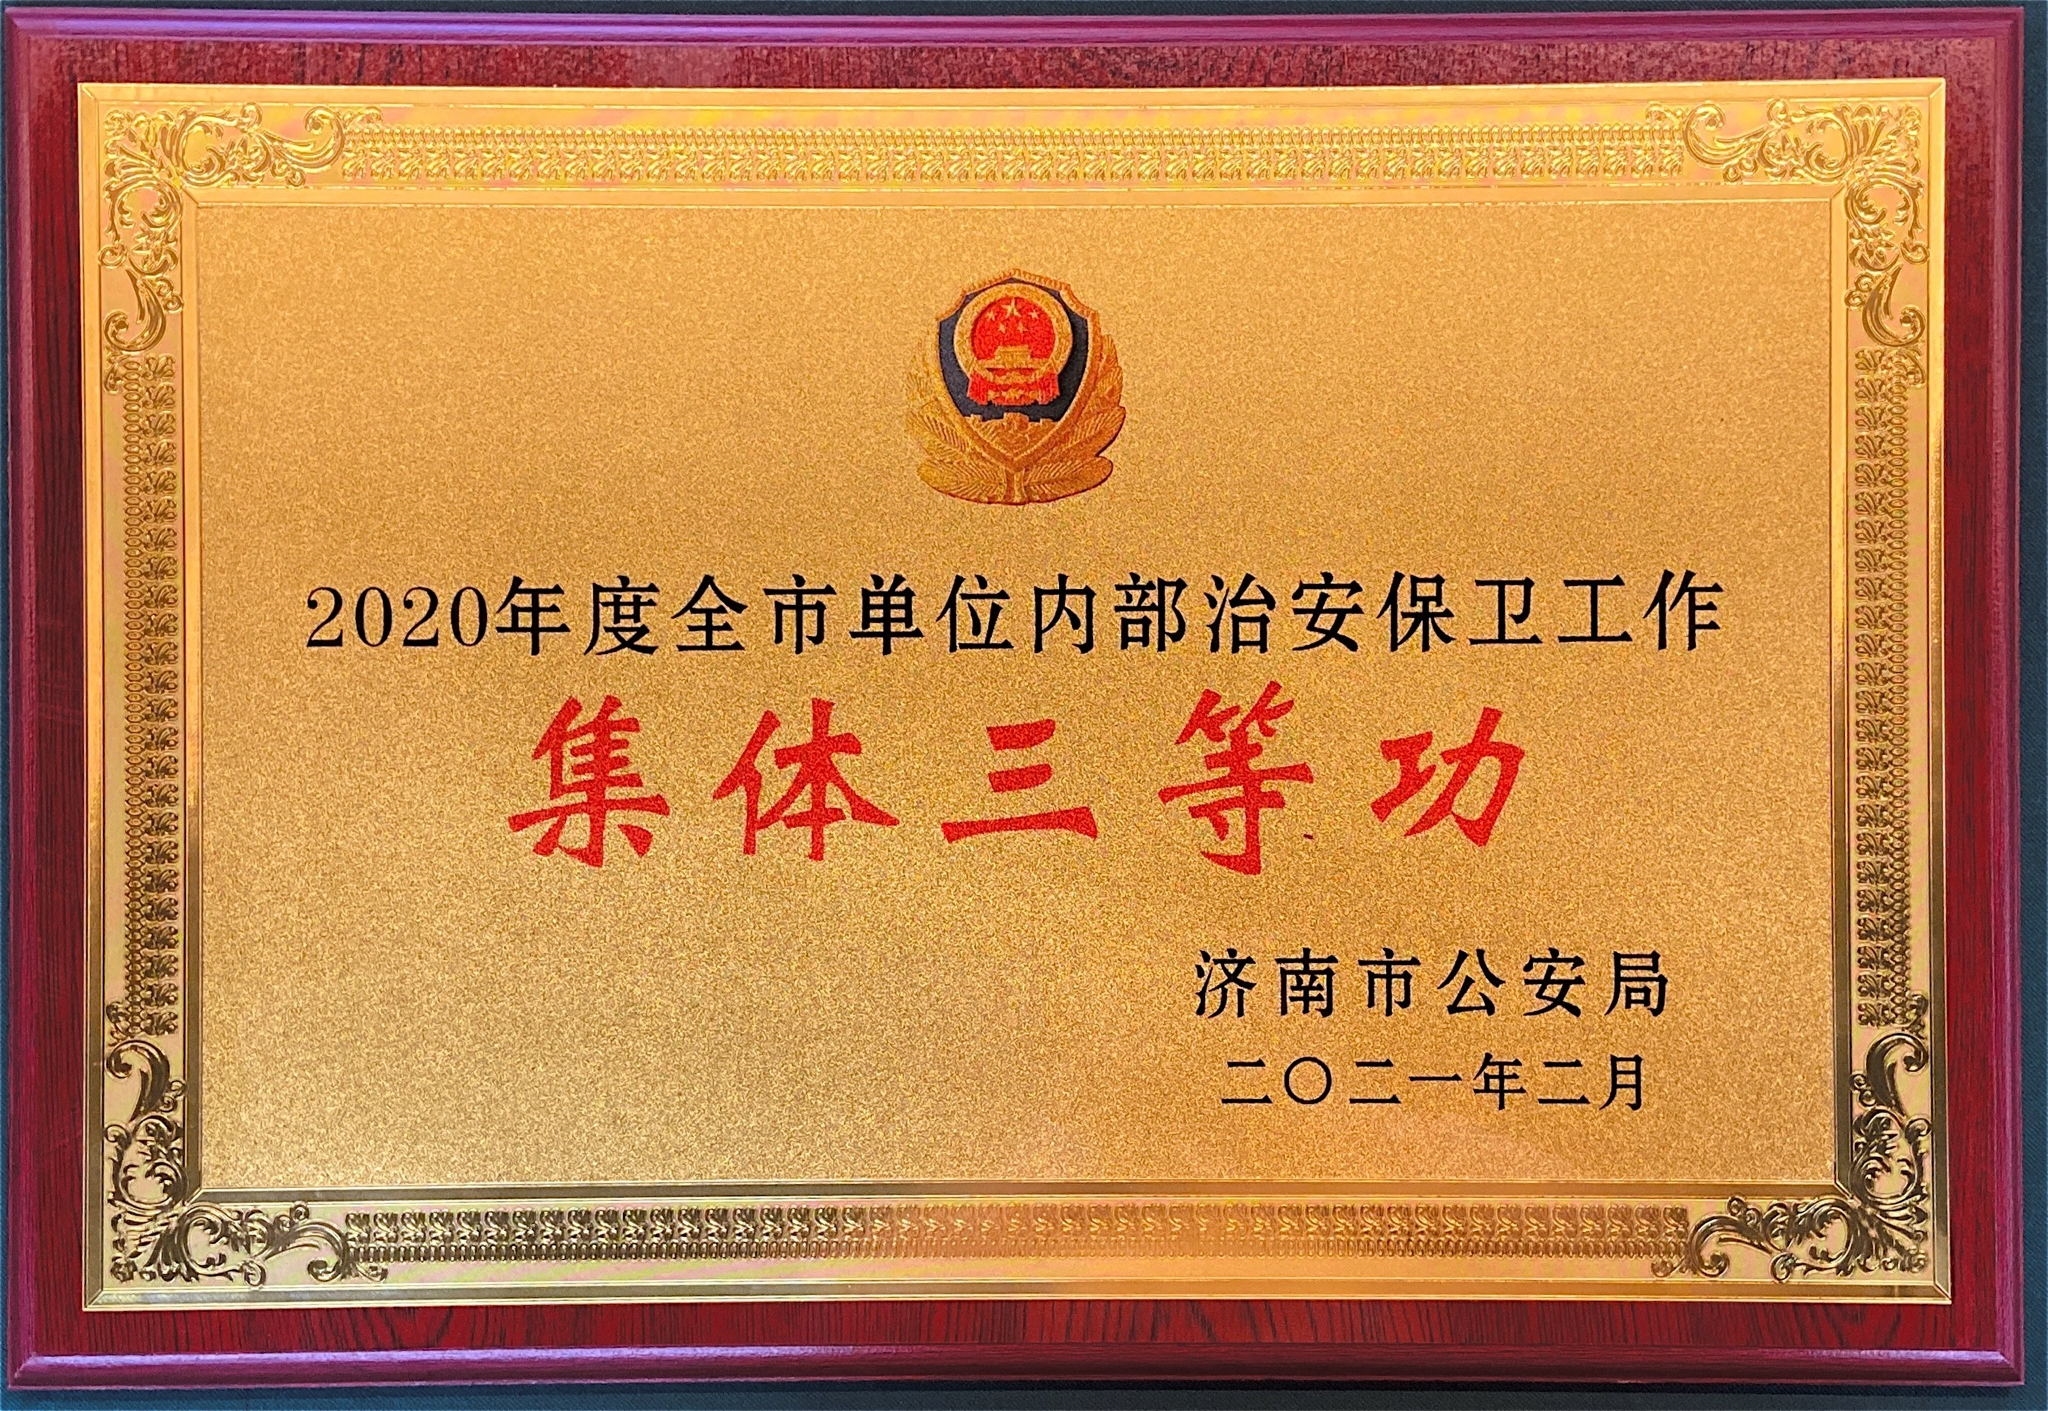 2020年度全市单位内部治安保卫工作
集体三等功
济南市公安局
二〇二一年二月